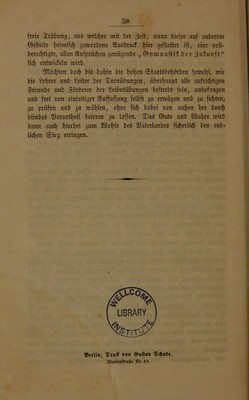 58
freie Trübung, aus welcher mit der Zeit, wenn dieser auf anderem
Gebiete heimisch gewordene Ausdruck hier gestattet ist, eine voll-
berechtigte, allen Ansprüchen genügende „Gymnastik der Zukunft“
sich entwickeln wird.
Möchten doch bis dahin die hohen Staatsbehörden sowohl, wie
die Lehrer und Leiter der Turnübungen, überhaupt alle aufrichtigen
Freunde und Förderer der Leibesübungen bestrebt sein, unbefangen
und frei von einseitiger Auffassung selbst zu erwägen und zu sichten,
zu prüfen und zu wählen, ohne sich dabei von außen her durch
blindes Vorurtheil beirren zu lassen. Das Gute und Wahre wird
dann auch hierbei zum Wohle des Vaterlandes sicherlich den end-
lichen Sieg erringen.
WELLCOME
LIBRARY
INSTITUTE
Berlin, Druck von Gustav Schade.
Marienstraße Nr. 10.